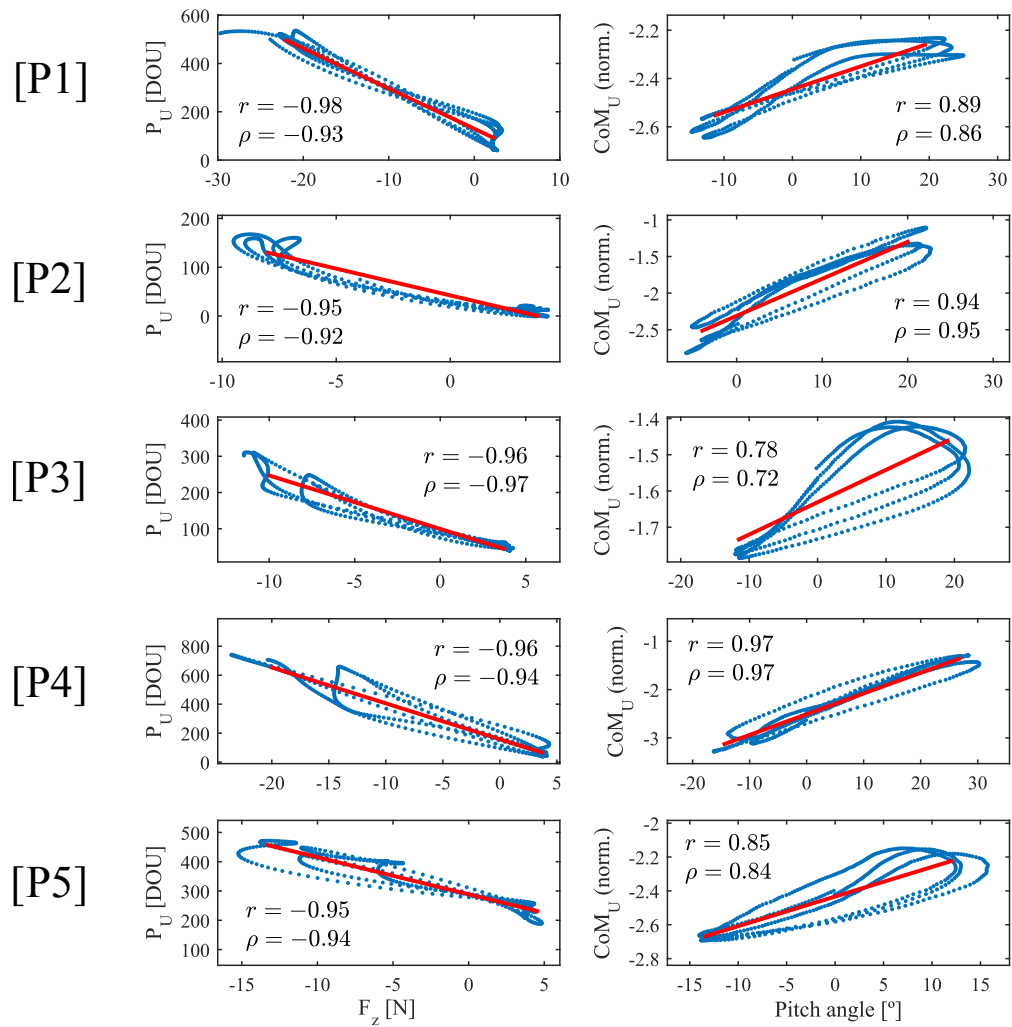 [P1]
P_U [DOU]
600
400
200
0
-30
-20
-10
0
10
r = −0.98
ρ = −0.93
CoM_U (norm.)
-2.2
-2.4
-2.6
-10
0
10
20
30
r = 0.89
ρ = 0.86
[P2]
P_U [DOU]
200
100
0
-10
-5
0
r = −0.95
ρ = −0.92
CoM_U (norm.)
-1
-1.5
-2
-2.5
0
10
20
30
r = 0.94
ρ = 0.95
[P3]
P_U [DOU]
400
300
200
100
-10
-5
0
5
r = −0.96
ρ = −0.97
CoM_U (norm.)
-1.4
-1.5
-1.6
-1.7
-20
-10
0
10
20
r = 0.78
ρ = 0.72
[P4]
P_U [DOU]
800
600
400
200
0
-20
-15
-10
-5
0
5
r = −0.96
ρ = −0.94
CoM_U (norm.)
-1
-2
-3
-20
-10
0
10
20
30
r = 0.97
ρ = 0.97
[P5]
P_U [DOU]
500
400
300
200
100
-15
-10
-5
0
5
r = −0.95
ρ = −0.94
F_z [N]
CoM_U (norm.)
-2
-2.2
-2.4
-2.6
-2.8
-15
-10
-5
0
5
10
15
r = 0.85
ρ = 0.84
Pitch angle [º]